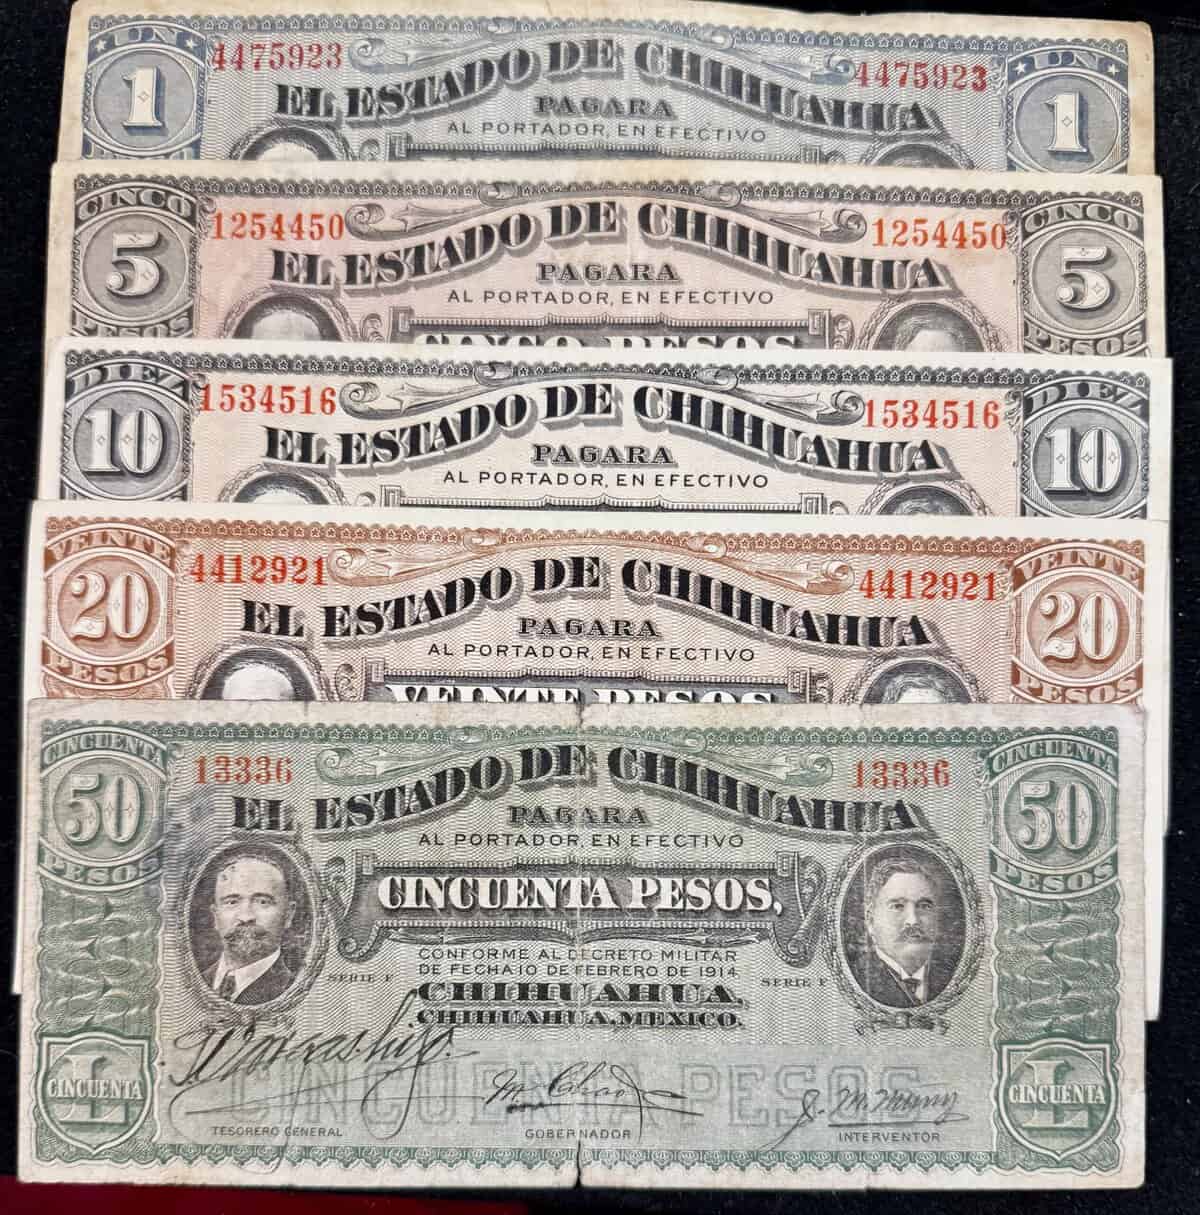 UN 4475923 EL ESTADO DE CHIHUAHUA 4475923 UN
1 PAGARA 1
AL PORTADOR, EN EFECTIVO
CINCO 1254450 EL ESTADO DE CHIHUAHUA 1254450 CINCO
5 PAGARA 5
AL PORTADOR, EN EFECTIVO
PESOS CINCO PESOS PESOS
DIEZ 1534516 EL ESTADO DE CHIHUAHUA 1534516 DIEZ
10 PAGARA 10
AL PORTADOR, EN EFECTIVO
VEINTE 4412921 EL ESTADO DE CHIHUAHUA 4412921 VEINTE
20 PAGARA 20
PESOS AL PORTADOR, EN EFECTIVO PESOS
VEINTE PESOS
CINCUENTA 13336 EL ESTADO DE CHIHUAHUA 13336 CINCUENTA
50 PAGARA 50
PESOS AL PORTADOR, EN EFECTIVO PESOS
CINCUENTA PESOS,
CONFORME AL DECRETO MILITAR
DE FECHA 10 DE FEBRERO DE 1914
SERIE F SERIE F
CHIHUAHUA,
CHIHUAHUA, MEXICO.
CINCUENTA CINCUENTA PESOS CINCUENTA
L L
TESORERO GENERAL GOBERNADOR INTERVENTOR